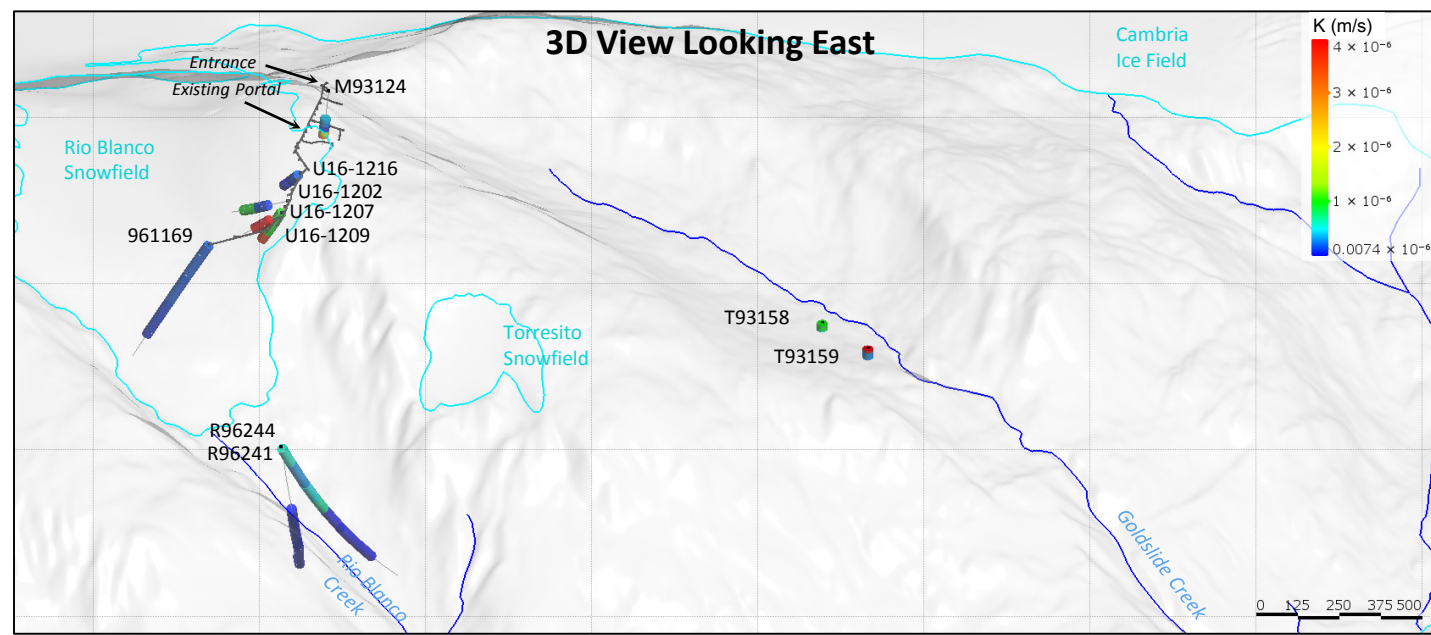 3D View Looking East
Cambria
Ice Field
K (m/s)
4 × 10⁻⁶
3 × 10⁻⁶
2 × 10⁻⁶
1 × 10⁻⁶
0.0074 × 10⁻⁶
Entrance
M93124
Existing Portal
Rio Blanco
Snowfield
U16-1216
U16-1202
U16-1207
U16-1209
961169
T93158
T93159
Torresito
Snowfield
R96244
R96241
Rio Blanco
Creek
Goldslide Creek
0 125 250 375 500